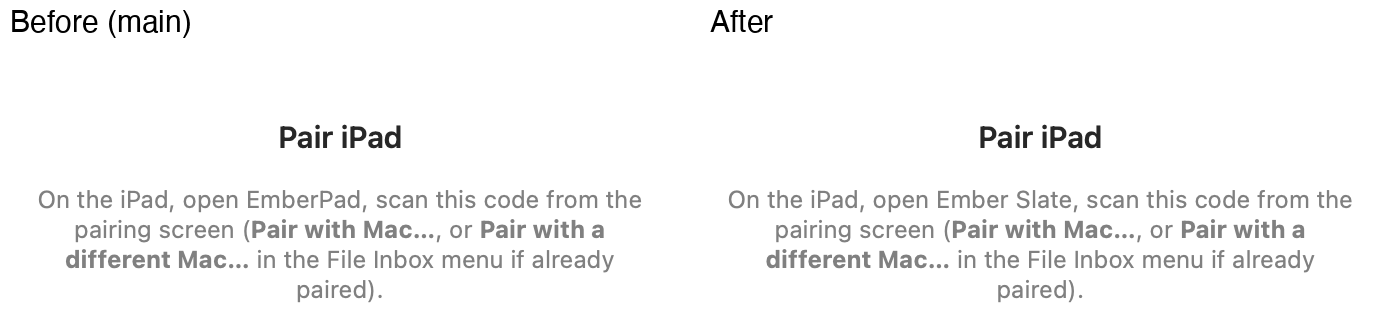 Before (main)
Pair iPad
On the iPad, open EmberPad, scan this code from the
pairing screen (Pair with Mac..., or Pair with a
different Mac... in the File Inbox menu if already
paired).
After
Pair iPad
On the iPad, open Ember Slate, scan this code from the
pairing screen (Pair with Mac..., or Pair with a
different Mac... in the File Inbox menu if already
paired).